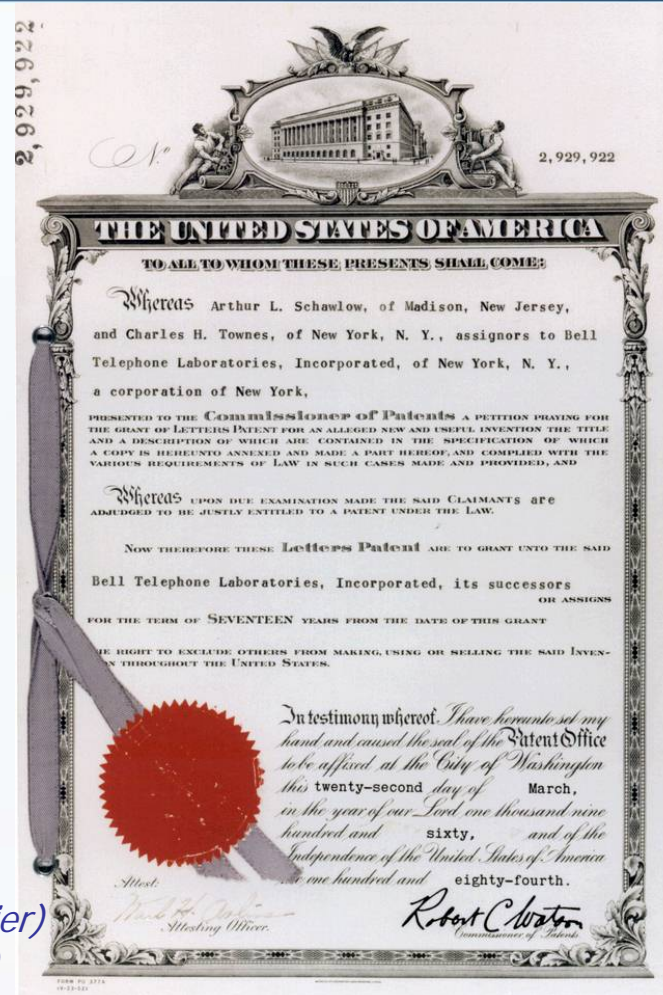 2,929,922
No. 2,929,922
THE UNITED STATES OF AMERICA
TO ALL TO WHOM THESE PRESENTS SHALL COME:
Whereas Arthur L. Schawlow, of Madison, New Jersey,
and Charles H. Townes, of New York, N. Y., assignors to Bell
Telephone Laboratories, Incorporated, of New York, N. Y.,
a corporation of New York,
PRESENTED TO THE Commissioner of Patents A PETITION PRAYING FOR
THE GRANT OF LETTERS PATENT FOR AN ALLEGED NEW AND USEFUL INVENTION THE TITLE
AND A DESCRIPTION OF WHICH ARE CONTAINED IN THE SPECIFICATION OF WHICH
A COPY IS HEREUNTO ANNEXED AND MADE A PART HEREOF, AND COMPLIED WITH THE
VARIOUS REQUIREMENTS OF LAW IN SUCH CASES MADE AND PROVIDED, AND
Whereas UPON DUE EXAMINATION MADE THE SAID CLAIMANTS are
ADJUDGED TO BE JUSTLY ENTITLED TO A PATENT UNDER THE LAW.
NOW THEREFORE THESE Letters Patent ARE TO GRANT UNTO THE SAID
Bell Telephone Laboratories, Incorporated, its successors
OR ASSIGNS
FOR THE TERM OF SEVENTEEN YEARS FROM THE DATE OF THIS GRANT
HE RIGHT TO EXCLUDE OTHERS FROM MAKING, USING OR SELLING THE SAID INVEN-
ON THROUGHOUT THE UNITED STATES.
In testimony whereof I have hereunto set my
hand and caused the seal of the Patent Office
to be affixed at the City of Washington
this twenty-second day of March,
in the year of our Lord one thousand nine
hundred and sixty, and of the
Independence of the United States of America
the one hundred and eighty-fourth.
Attest:
Attesting Officer.
Robert C Watson
Commissioner of Patents
er)
FORM PO 377A